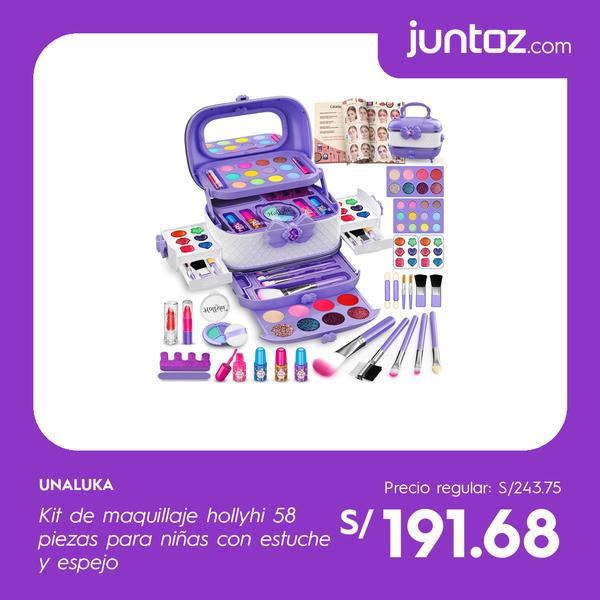 juntoz.com
UNALUKA
Kit de maquillaje hollyhi 58
piezas para niñas con estuche
y espejo
Precio regular: S/243.75
S/191.68